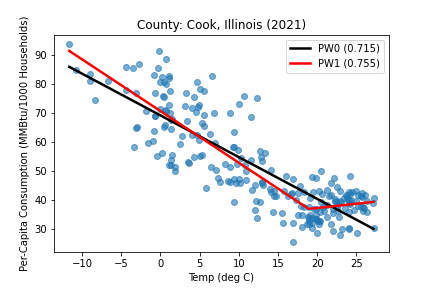 County: Cook, Illinois (2021)
PW0 (0.715)
PW1 (0.755)
Per-Capita Consumption (MMBtu/1000 Households)
90
80
70
60
50
40
30
−10 −5 0 5 10 15 20 25
Temp (deg C)